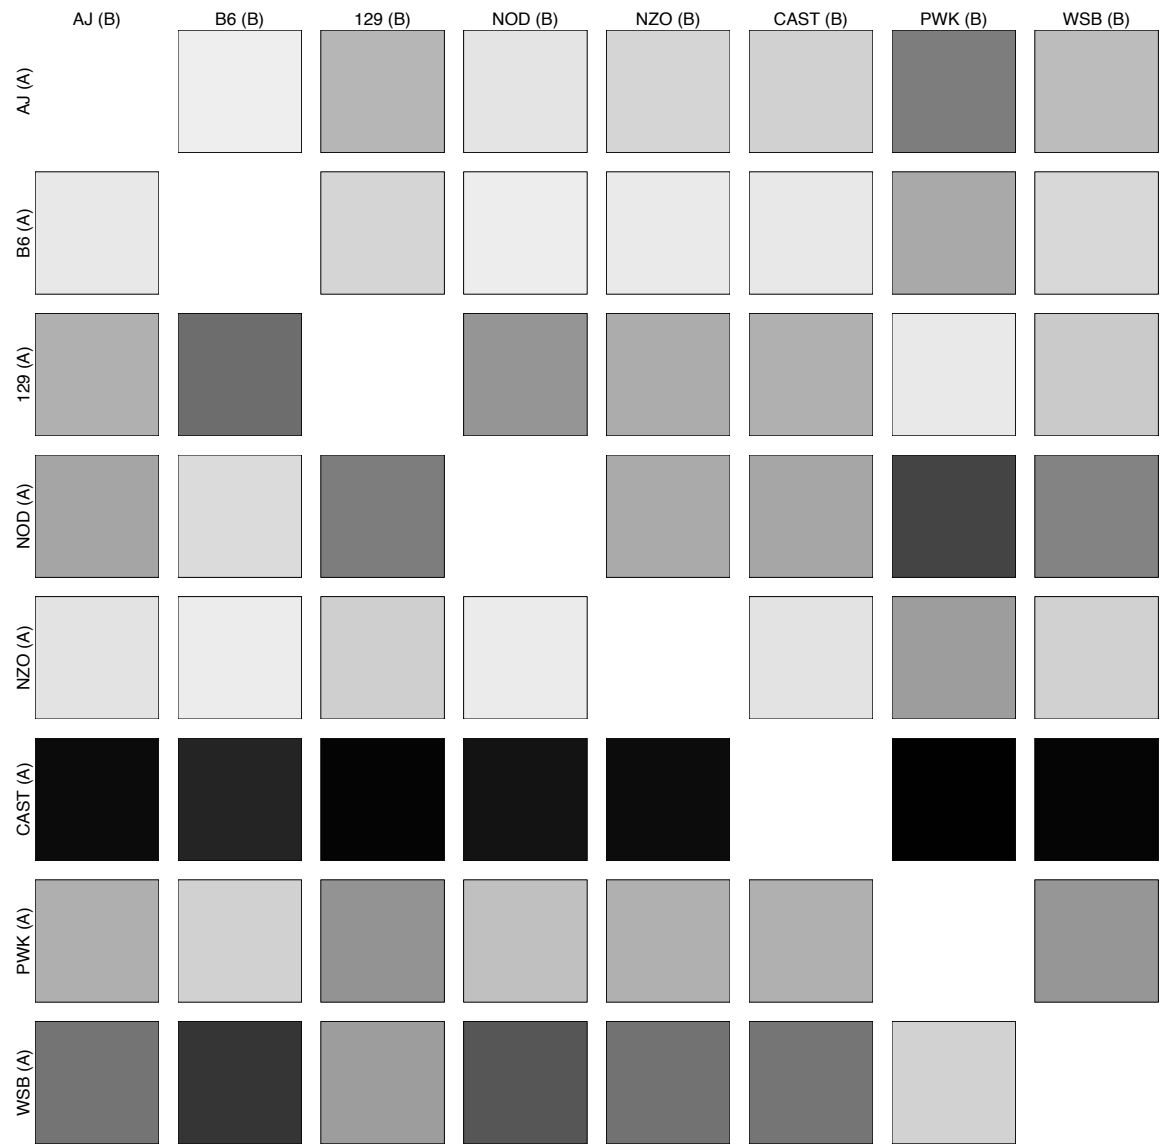 AJ (B) B6 (B) 129 (B) NOD (B) NZO (B) CAST (B) PWK (B) WSB (B)
AJ (A)
B6 (A)
129 (A)
NOD (A)
NZO (A)
CAST (A)
PWK (A)
WSB (A)